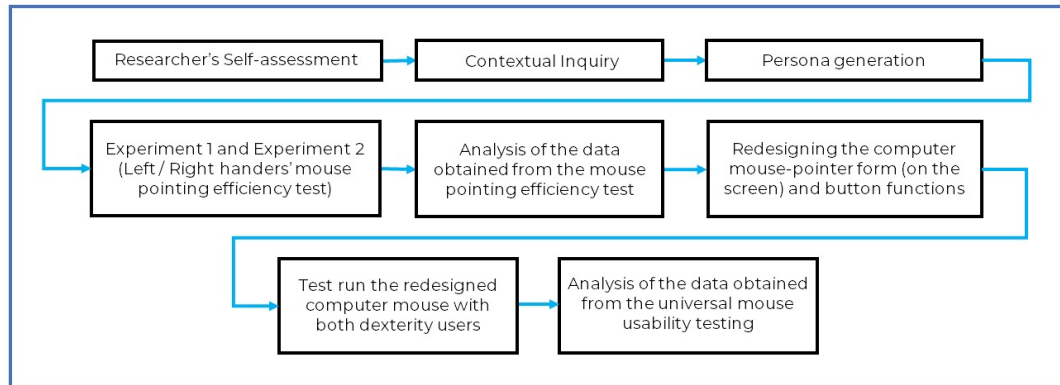 Researcher's Self-assessment
Contextual Inquiry
Persona generation
Experiment 1 and Experiment 2
(Left / Right handers' mouse
pointing efficiency test)
Analysis of the data
obtained from the mouse
pointing efficiency test
Redesigning the computer
mouse-pointer form (on the
screen) and button functions
Test run the redesigned
computer mouse with
both dexterity users
Analysis of the data obtained
from the universal mouse
usability testing